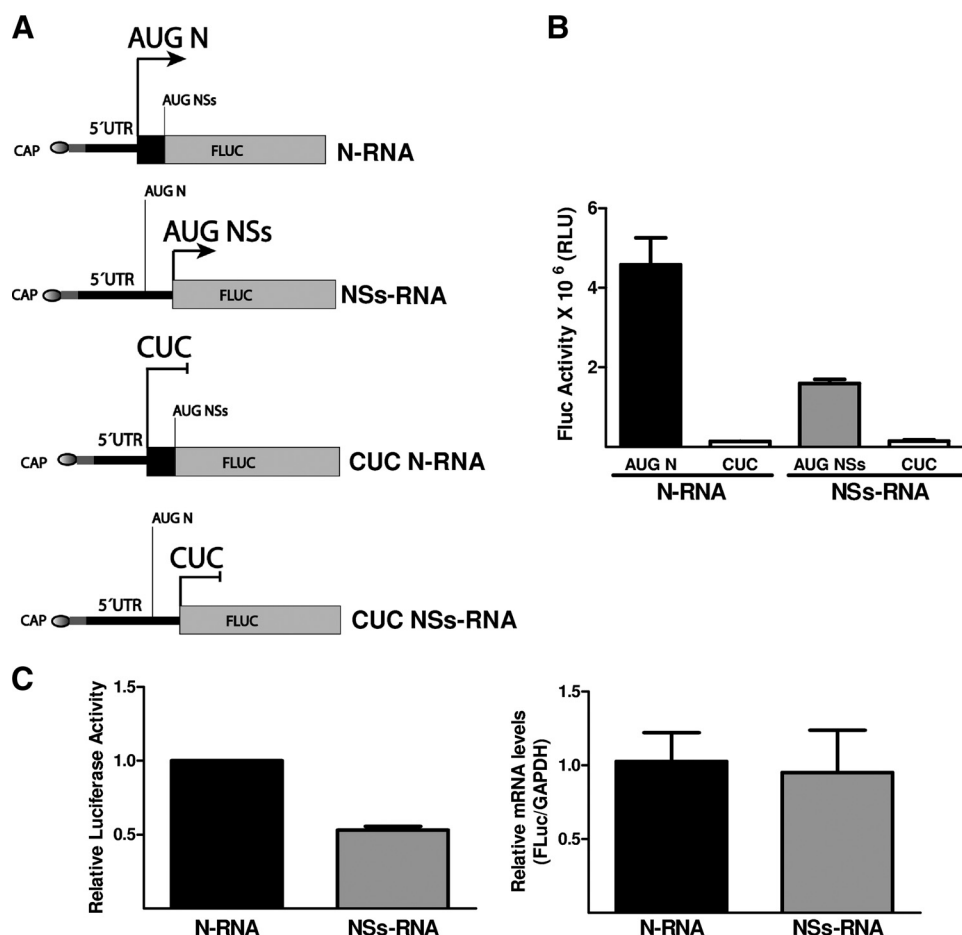 A
AUG N
AUG NSs
5´UTR
CAP
FLUC
N-RNA
AUG N
AUG NSs
5´UTR
CAP
FLUC
NSs-RNA
CUC
AUG NSs
5´UTR
CAP
FLUC
CUC N-RNA
AUG N
CUC
5´UTR
CAP
FLUC
CUC NSs-RNA
B
Fluc Activity X 10 6 (RLU)
6
4
2
AUG N CUC AUG NSs CUC
N-RNA NSs-RNA
C
Relative Luciferase Activity
1.5
1.0
0.5
N-RNA NSs-RNA
Relative mRNA levels
(FLuc/GAPDH)
1.5
1.0
0.5
N-RNA NSs-RNA